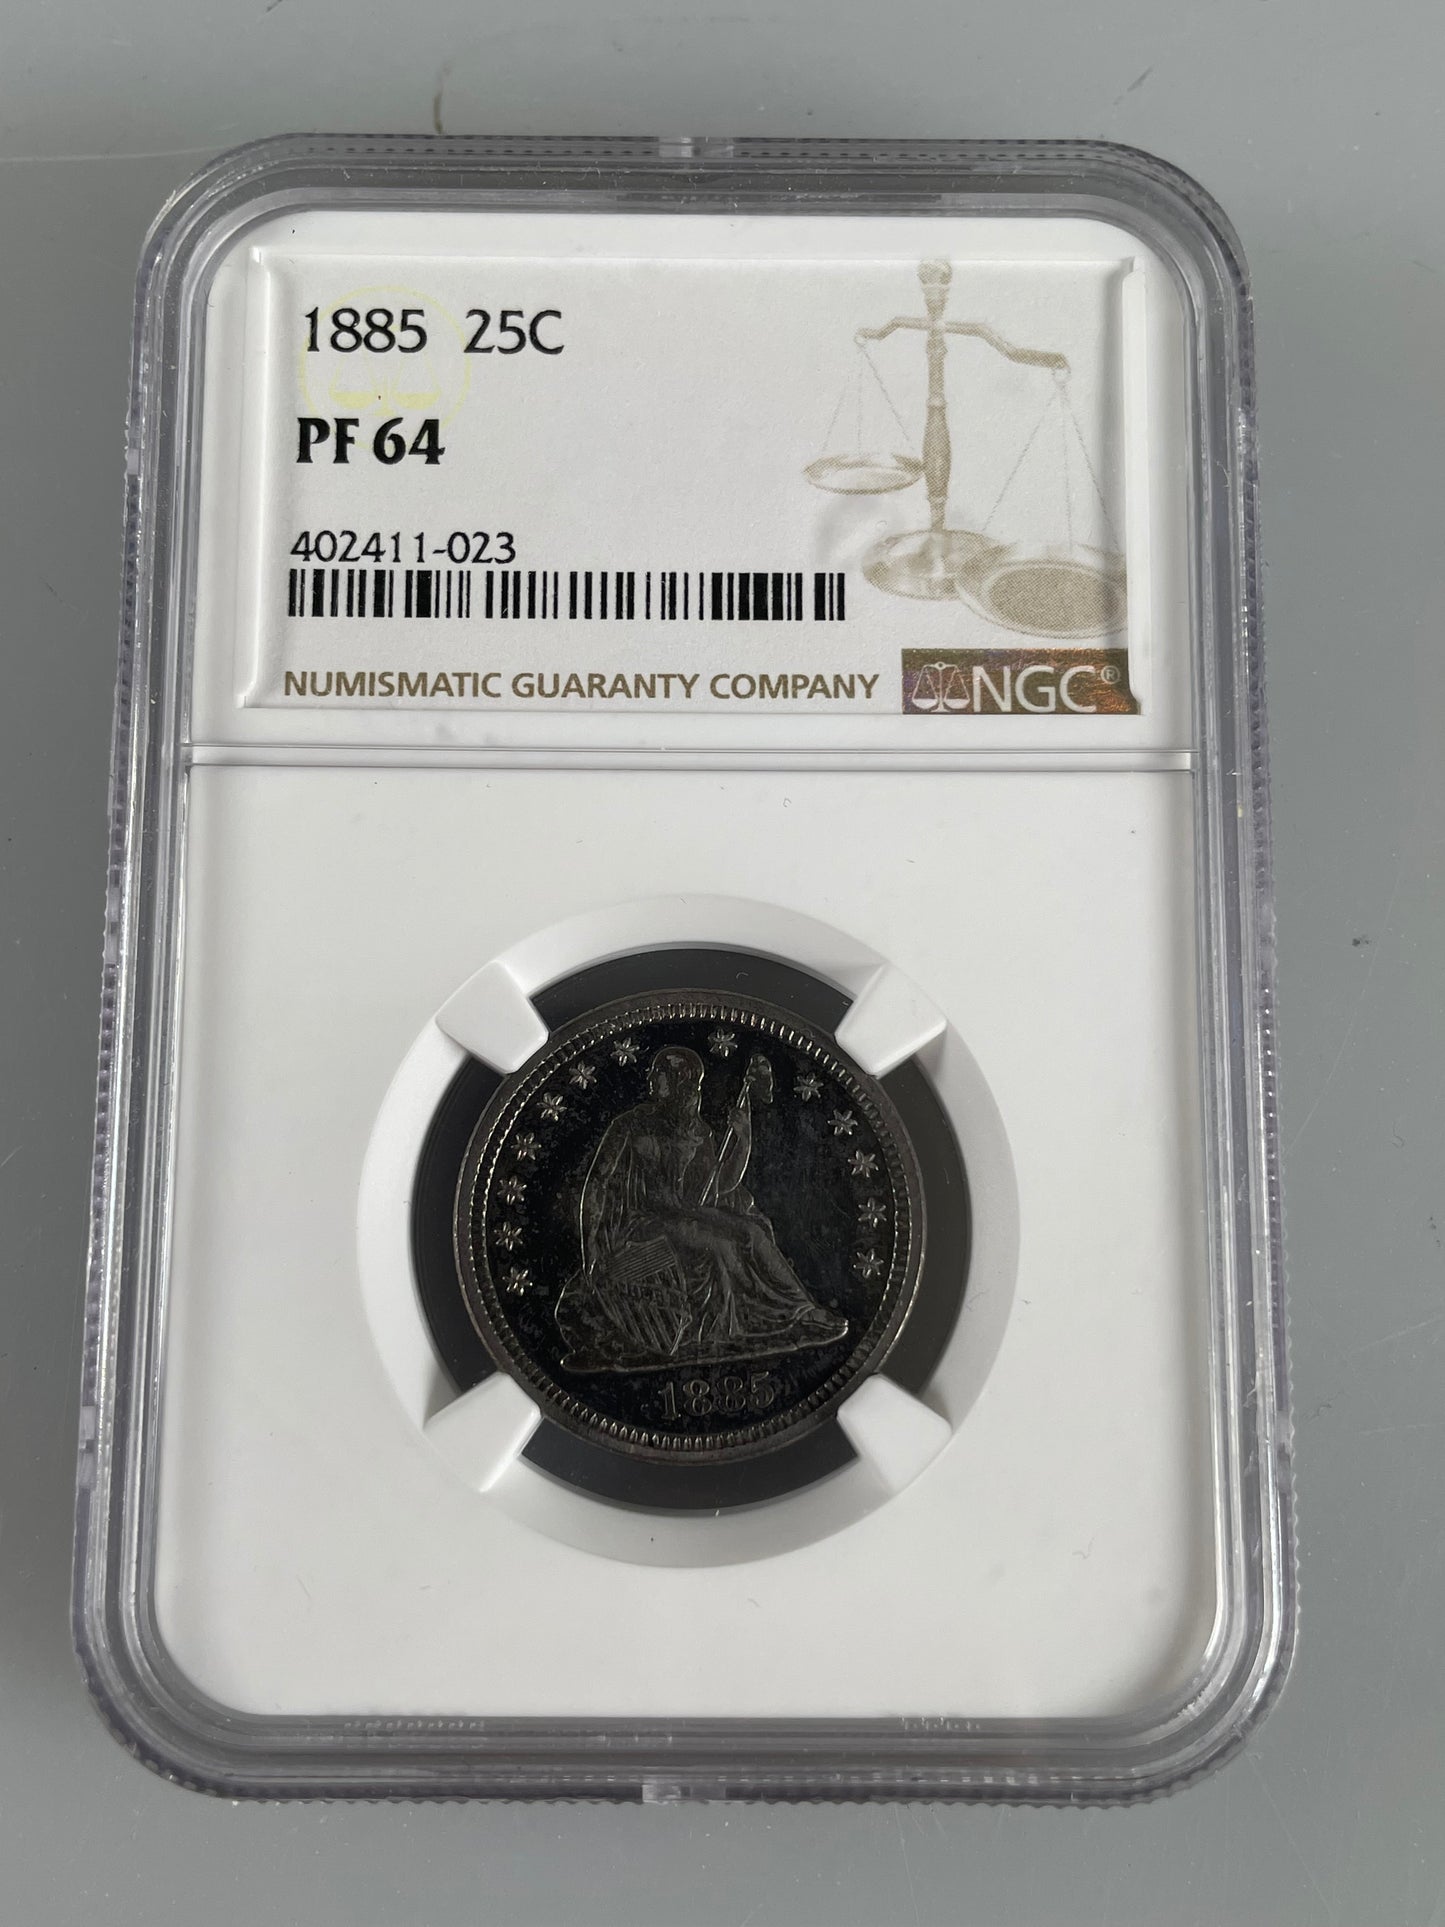 1885 25C
PF 64
402411-023
NUMISMATIC GUARANTY COMPANY
NGC®
1885